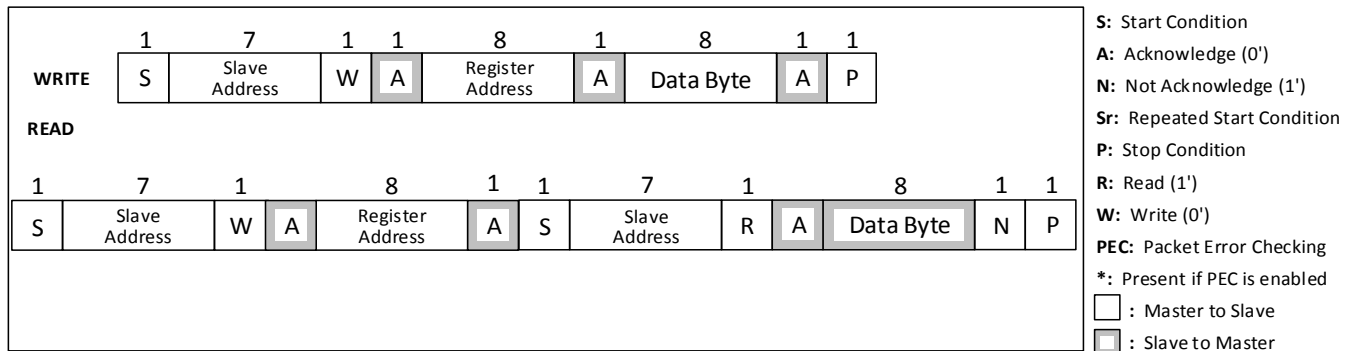 1 7 1 1 8 1 8 1 1
WRITE S Slave Address W A Register Address A Data Byte A P
READ
1 7 1 8 1 1 7 1 8 1 1
S Slave Address W A Register Address A S Slave Address R A Data Byte N P
S: Start Condition
A: Acknowledge (0')
N: Not Acknowledge (1')
Sr: Repeated Start Condition
P: Stop Condition
R: Read (1')
W: Write (0')
PEC: Packet Error Checking
*: Present if PEC is enabled
: Master to Slave
: Slave to Master